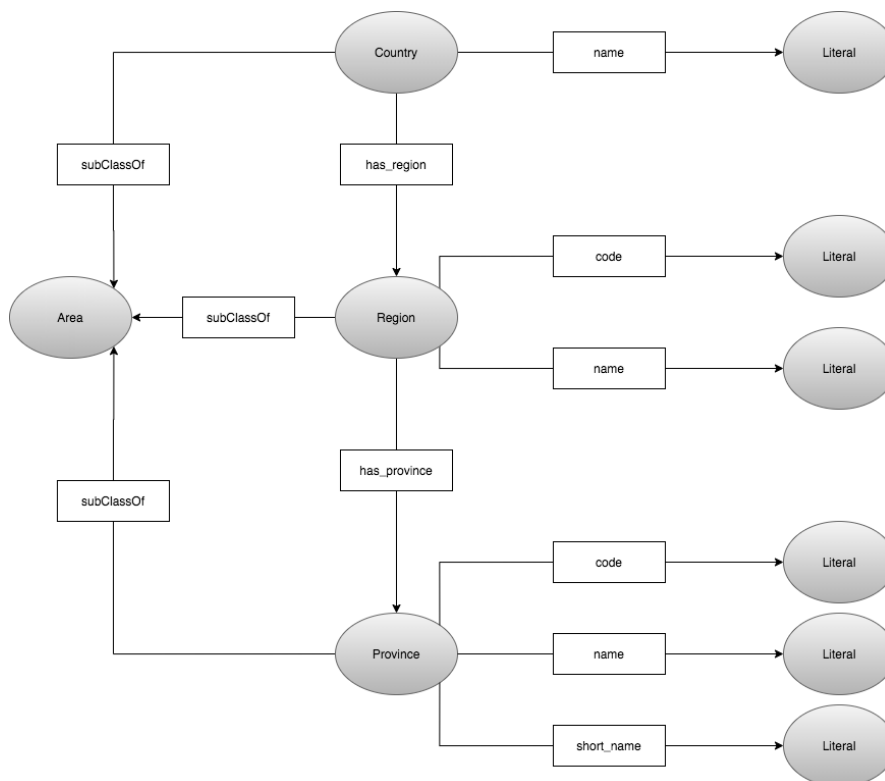 Country
name
Literal
subClassOf
has_region
code
Literal
Area
subClassOf
Region
name
Literal
has_province
subClassOf
code
Literal
Province
name
Literal
short_name
Literal